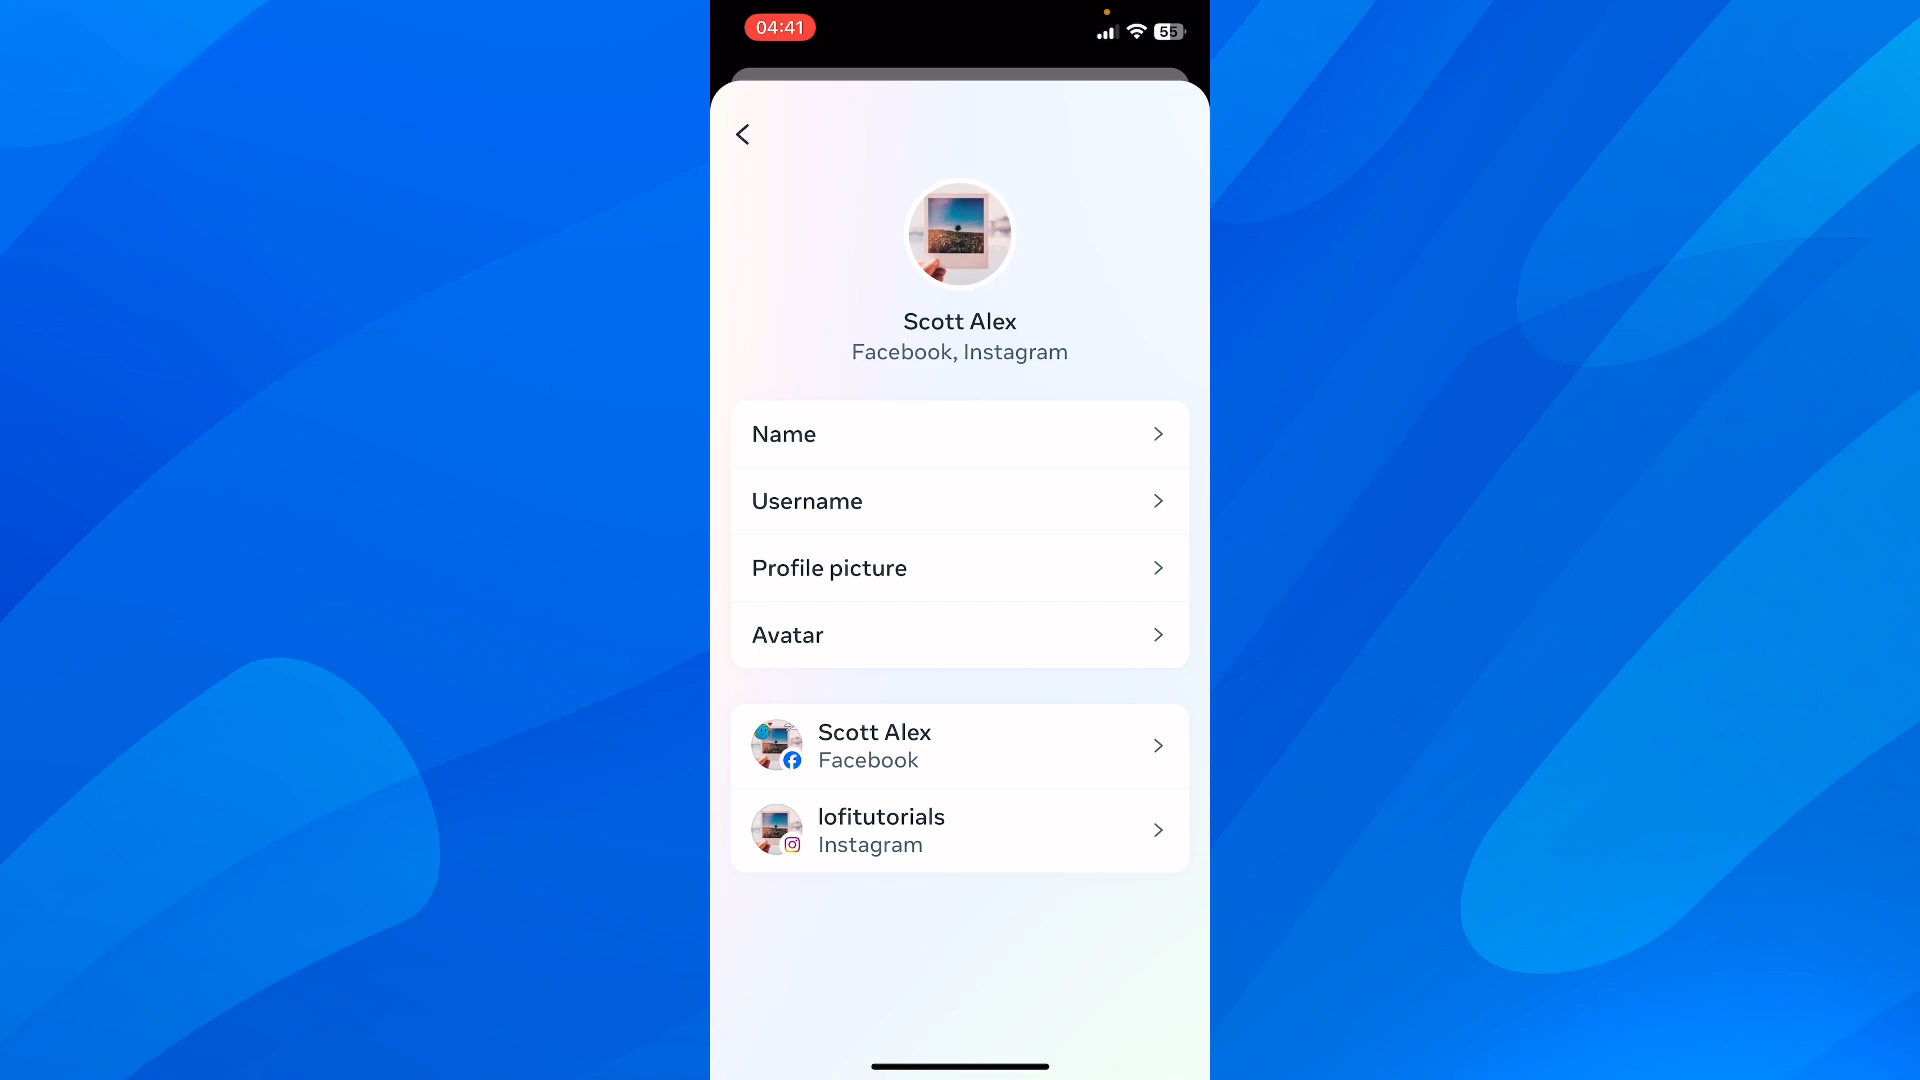 04:41
55
Scott Alex
Facebook, Instagram
Name
Username
Profile picture
Avatar
Scott Alex
Facebook
lofitutorials
Instagram